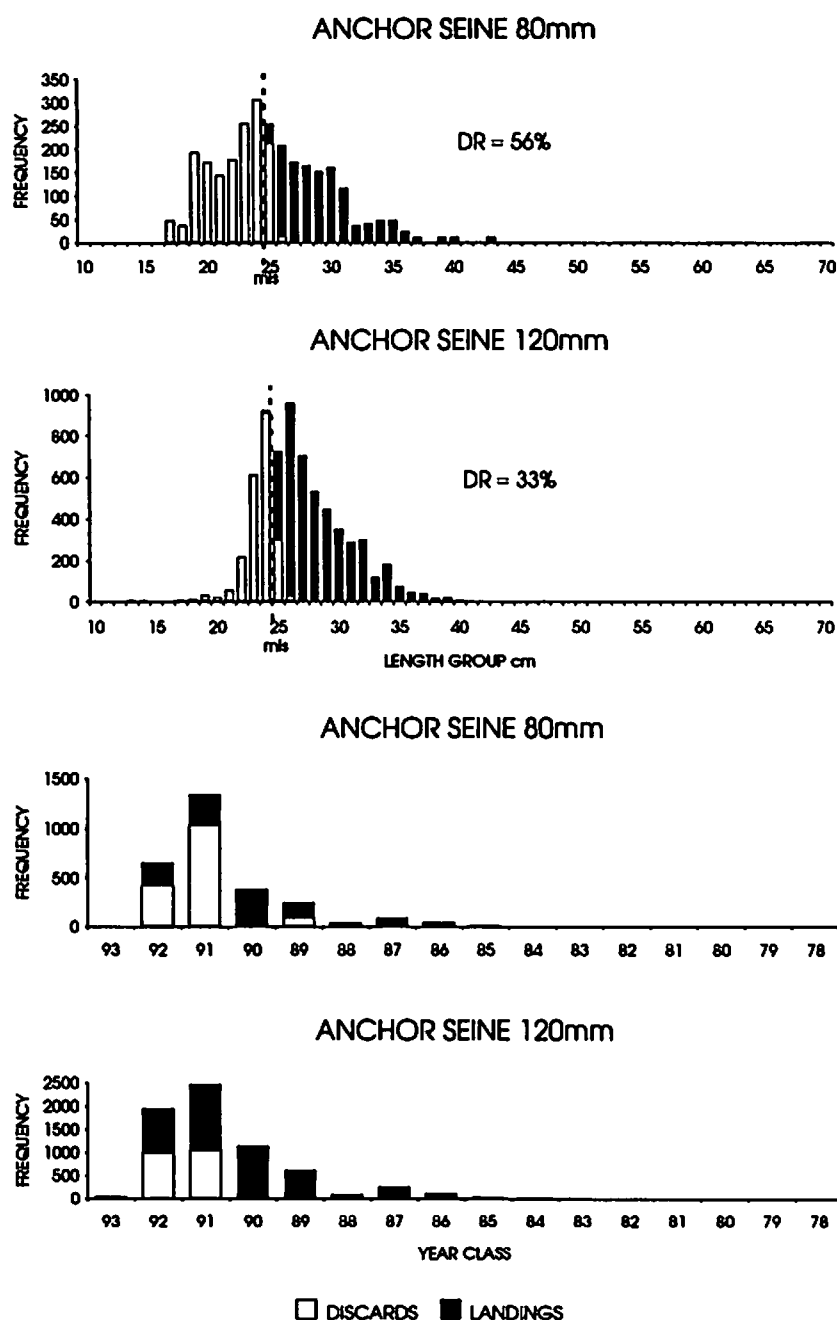 ANCHOR SEINE 80mm
FREQUENCY
350
300
250
200
150
100
50
0
DR = 56%
10 15 20 25 30 35 40 45 50 55 60 65 70
mls
ANCHOR SEINE 120mm
FREQUENCY
1000
800
600
400
200
0
DR = 33%
10 15 20 25 30 35 40 45 50 55 60 65 70
mls
LENGTH GROUP cm
ANCHOR SEINE 80mm
FREQUENCY
1500
1000
500
0
93 92 91 90 89 88 87 86 85 84 83 82 81 80 79 78
ANCHOR SEINE 120mm
FREQUENCY
2500
2000
1500
1000
500
0
93 92 91 90 89 88 87 86 85 84 83 82 81 80 79 78
YEAR CLASS
DISCARDS LANDINGS